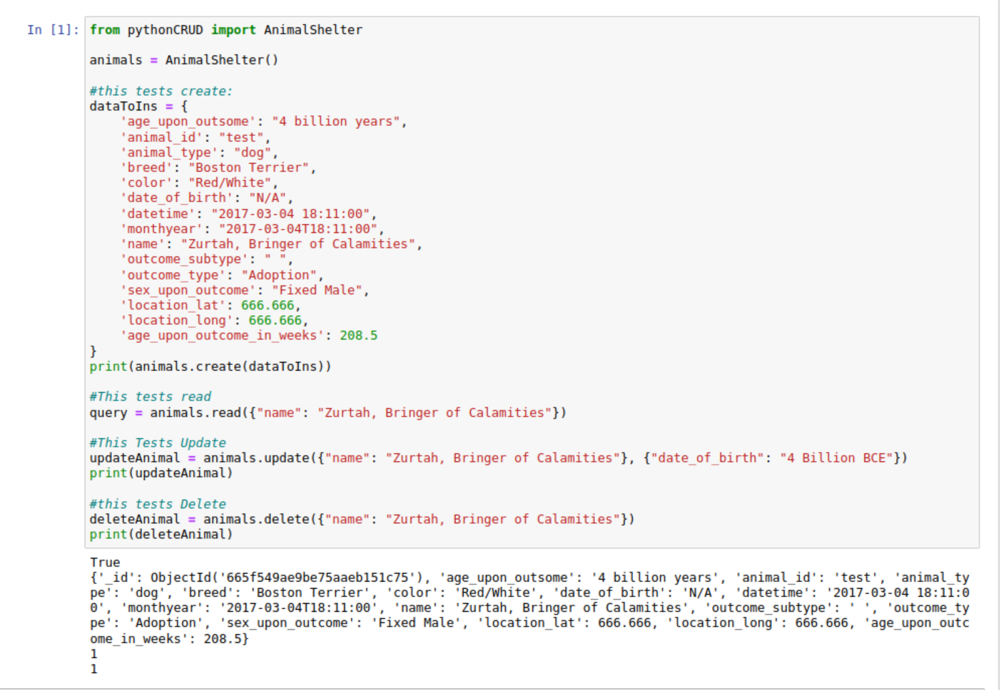 In [1]: from pythonCRUD import AnimalShelter
animals = AnimalShelter()
#this tests create:
dataToIns = {
    'age_upon_outsome': "4 billion years",
    'animal_id': "test",
    'animal_type': "dog",
    'breed': "Boston Terrier",
    'color': "Red/White",
    'date_of_birth': "N/A",
    'datetime': "2017-03-04 18:11:00",
    'monthyear': "2017-03-04T18:11:00",
    'name': "Zurtah, Bringer of Calamities",
    'outcome_subtype': " ",
    'outcome_type': "Adoption",
    'sex_upon_outcome': "Fixed Male",
    'location_lat': 666.666,
    'location_long': 666.666,
    'age_upon_outcome_in_weeks': 208.5
}
print(animals.create(dataToIns))
#This tests read
query = animals.read({"name": "Zurtah, Bringer of Calamities"})
#This Tests Update
updateAnimal = animals.update({"name": "Zurtah, Bringer of Calamities"}, {"date_of_birth": "4 Billion BCE"})
print(updateAnimal)
#this tests Delete
deleteAnimal = animals.delete({"name": "Zurtah, Bringer of Calamities"})
print(deleteAnimal)
True
{'_id': ObjectId('665f549ae9be75aaeb151c75'), 'age_upon_outsome': '4 billion years', 'animal_id': 'test', 'animal_ty
pe': 'dog', 'breed': 'Boston Terrier', 'color': 'Red/White', 'date_of_birth': 'N/A', 'datetime': '2017-03-04 18:11:0
0', 'monthyear': '2017-03-04T18:11:00', 'name': 'Zurtah, Bringer of Calamities', 'outcome_subtype': ' ', 'outcome_ty
pe': 'Adoption', 'sex_upon_outcome': 'Fixed Male', 'location_lat': 666.666, 'location_long': 666.666, 'age_upon_outc
ome_in_weeks': 208.5}
1
1